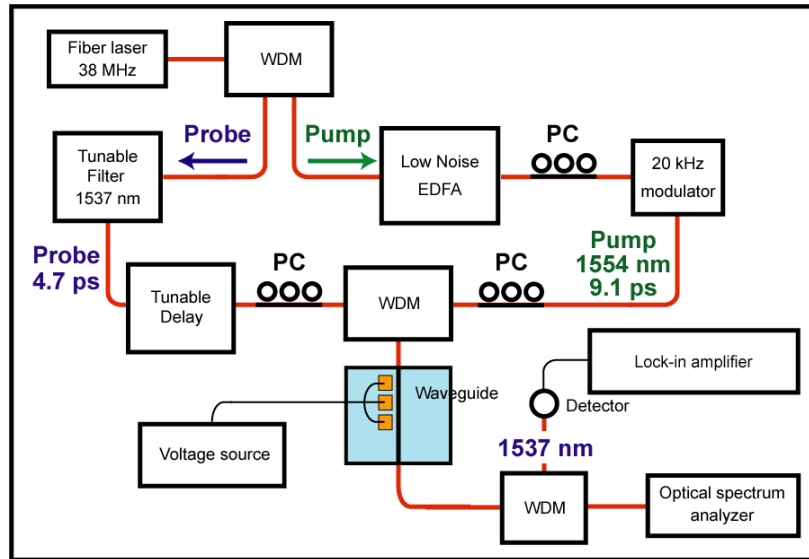 Fiber laser
38 MHz
WDM
Probe
Pump
Tunable
Filter
1537 nm
Low Noise
EDFA
PC
20 kHz
modulator
Probe
4.7 ps
Pump
1554 nm
9.1 ps
Tunable
Delay
PC
WDM
PC
Lock-in amplifier
Waveguide
Detector
Voltage source
1537 nm
WDM
Optical spectrum
analyzer